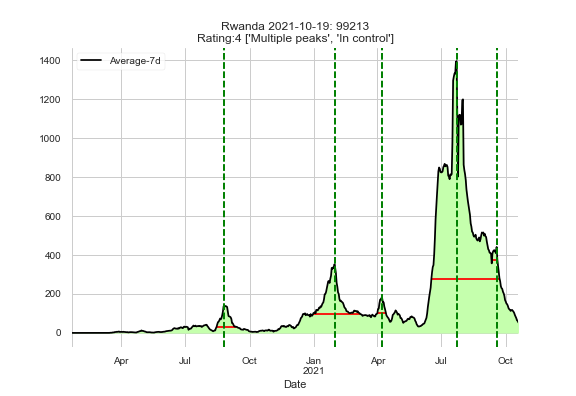 Rwanda 2021-10-19: 99213
Rating:4 ['Multiple peaks', 'In control']
Average-7d
1400
1200
1000
800
600
400
200
0
Apr Jul Oct Jan Apr Jul Oct
2021
Date